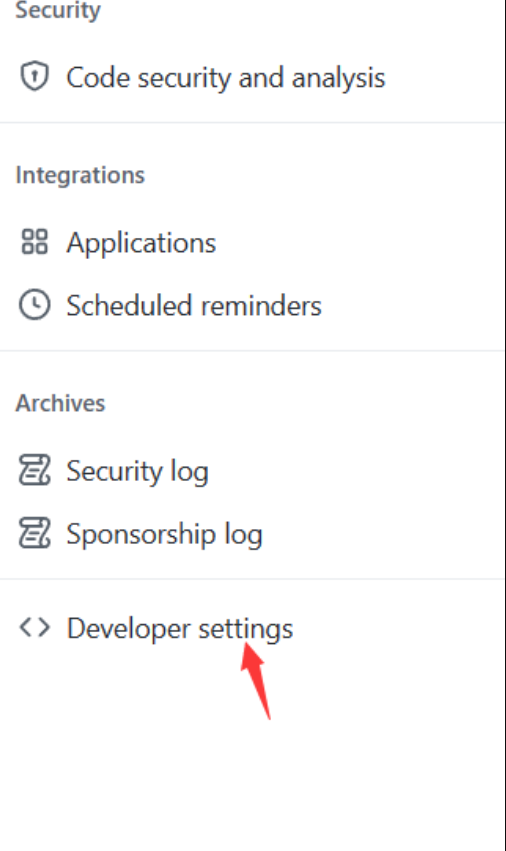 Security
Code security and analysis
Integrations
Applications
Scheduled reminders
Archives
Security log
Sponsorship log
Developer settings